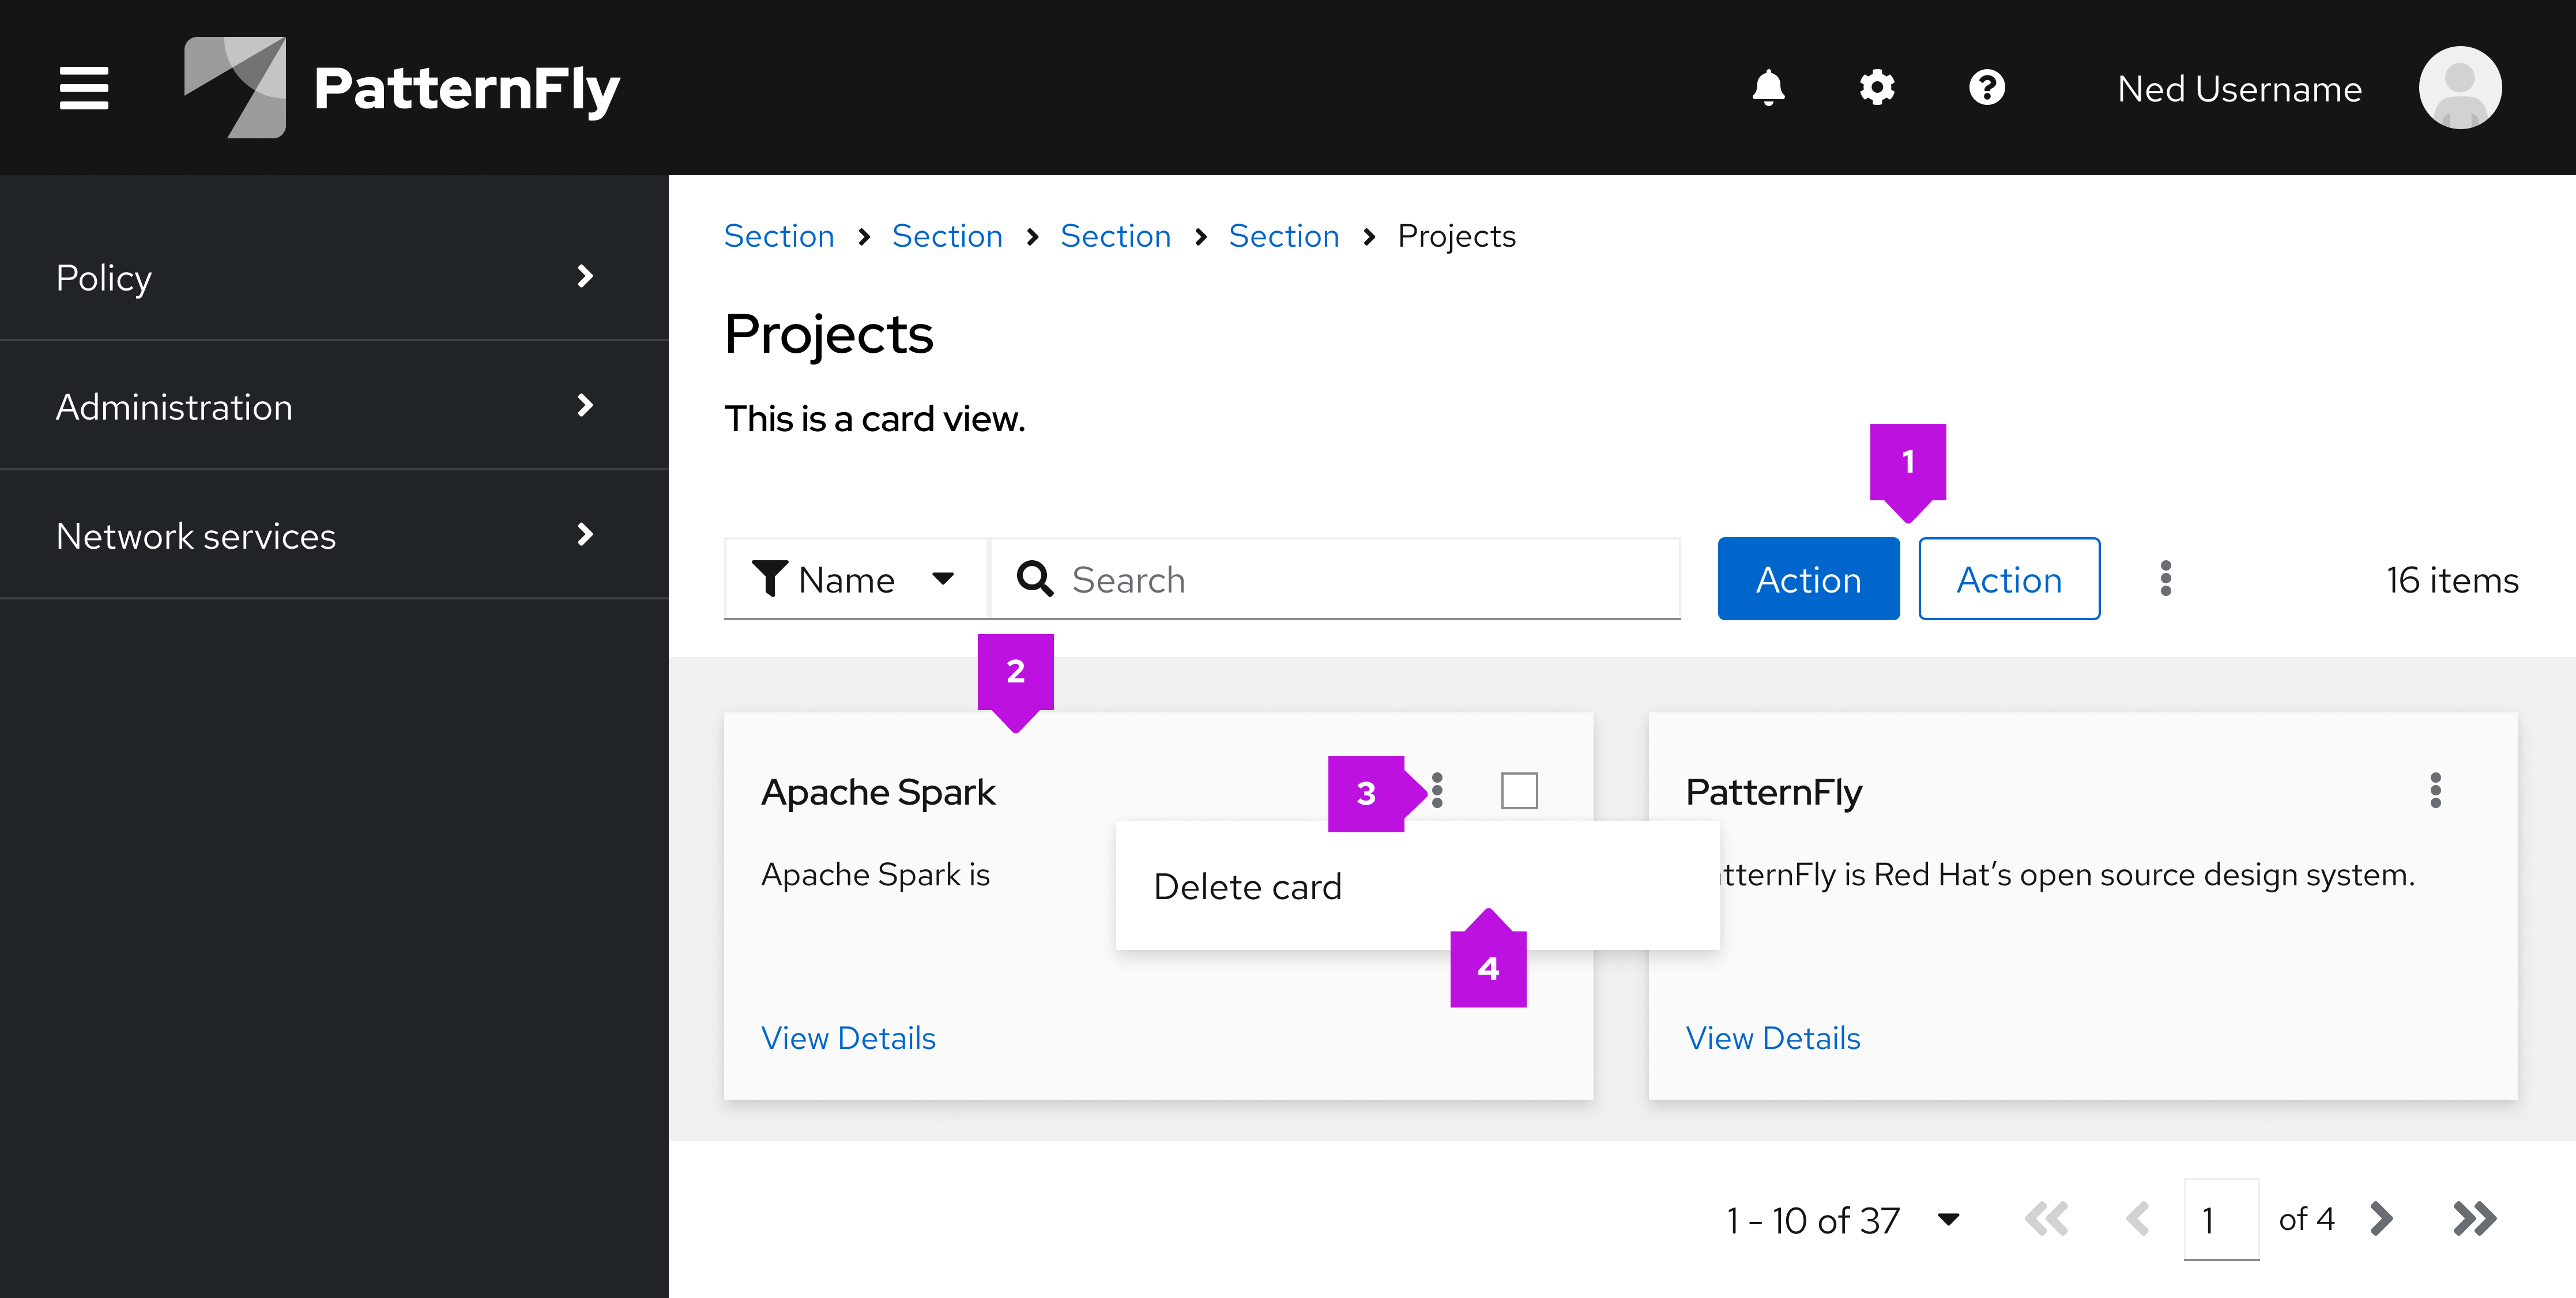 PatternFly
Ned Username
Policy
Administration
Network services
Section Section Section Section Projects
Projects
This is a card view.
1
Name
Search
Action
Action
16 items
2
Apache Spark
3
Apache Spark is
Delete card
4
View Details
PatternFly
tternFly is Red Hat’s open source design system.
View Details
1 - 10 of 37
1
of 4